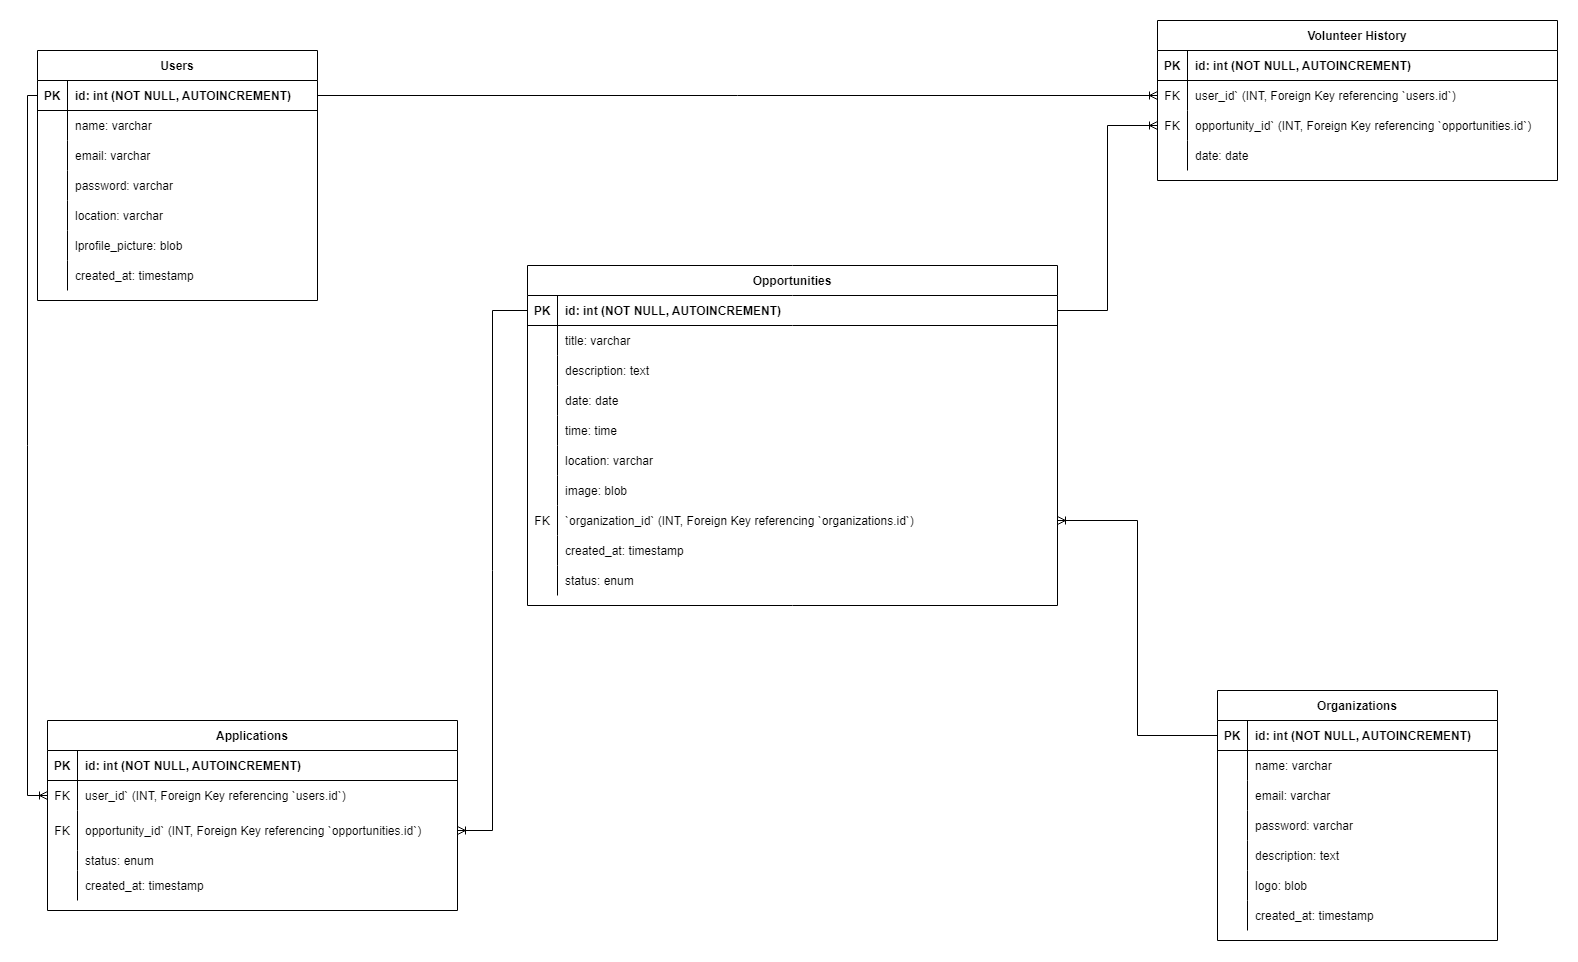 Users
PK id: int (NOT NULL, AUTOINCREMENT)
name: varchar
email: varchar
password: varchar
location: varchar
lprofile_picture: blob
created_at: timestamp
Volunteer History
PK id: int (NOT NULL, AUTOINCREMENT)
FK user_id` (INT, Foreign Key referencing `users.id`)
FK opportunity_id` (INT, Foreign Key referencing `opportunities.id`)
date: date
Opportunities
PK id: int (NOT NULL, AUTOINCREMENT)
title: varchar
description: text
date: date
time: time
location: varchar
image: blob
FK `organization_id` (INT, Foreign Key referencing `organizations.id`)
created_at: timestamp
status: enum
Applications
PK id: int (NOT NULL, AUTOINCREMENT)
FK user_id` (INT, Foreign Key referencing `users.id`)
FK opportunity_id` (INT, Foreign Key referencing `opportunities.id`)
status: enum
created_at: timestamp
Organizations
PK id: int (NOT NULL, AUTOINCREMENT)
name: varchar
email: varchar
password: varchar
description: text
logo: blob
created_at: timestamp